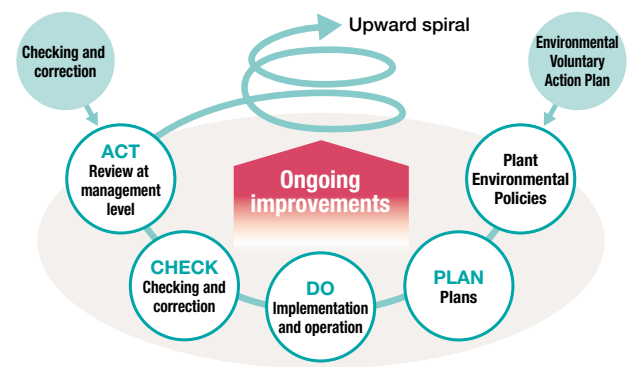 Upward spiral
Checking and
correction
Environmental
Voluntary
Action Plan
ACT
Review at
management
level
Ongoing
improvements
Plant
Environmental
Policies
CHECK
Checking and
correction
DO
Implementation
and operation
PLAN
Plans